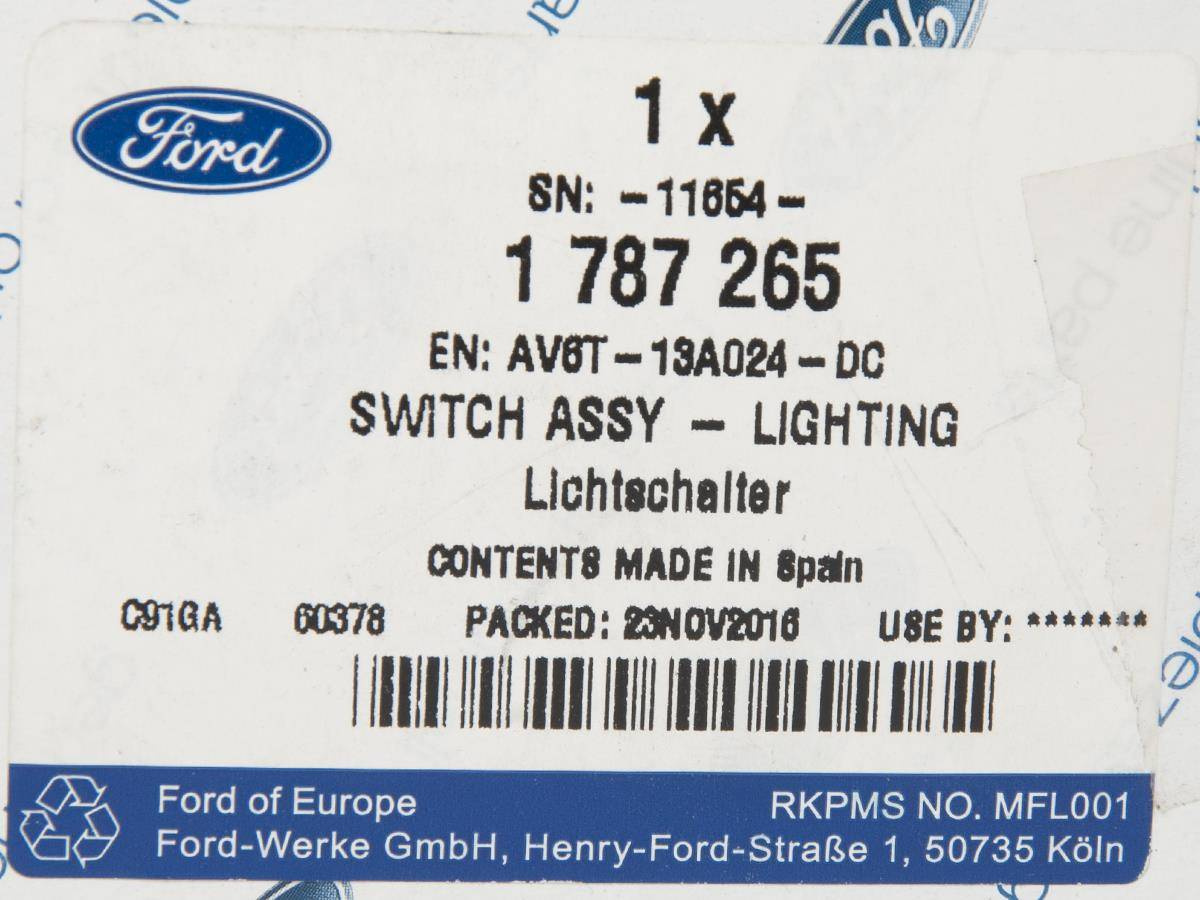 Ford
1 x
SN: -11654-
1 787 265
EN: AV6T-13A024-DC
SWITCH ASSY - LIGHTING
Lichtschalter
CONTENTS MADE IN Spain
C91GA 60378 PACKED: 23NOV2016 USE BY: *******
Ford of Europe RKPMS NO. MFL001
Ford-Werke GmbH, Henry-Ford-Straße 1, 50735 Köln